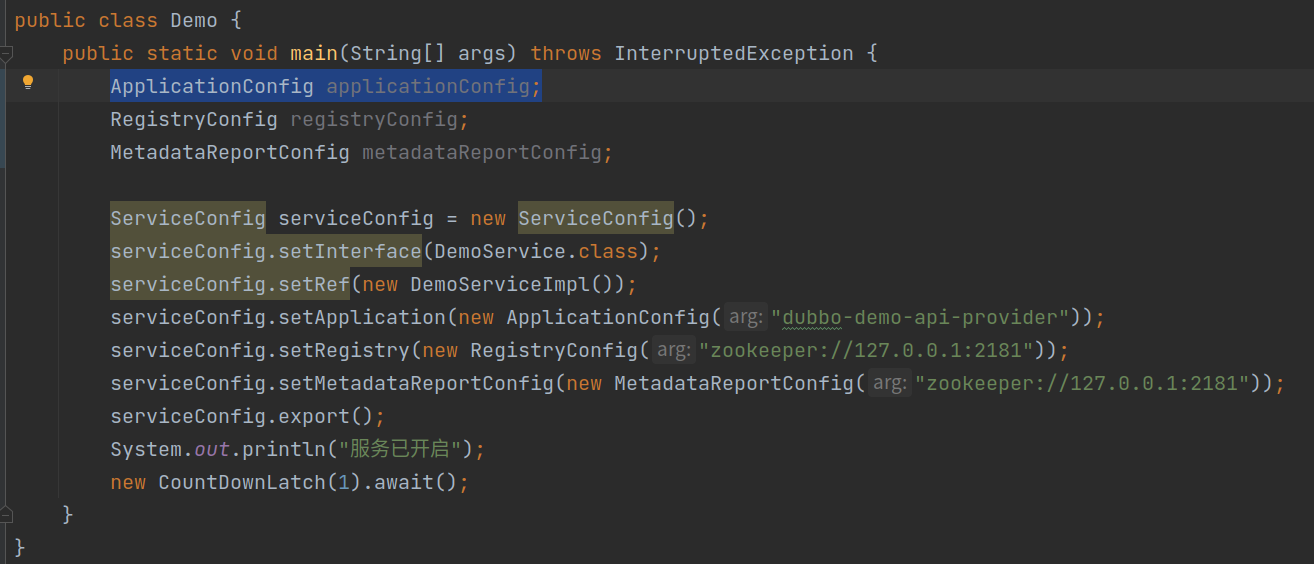 public class Demo {
    public static void main(String[] args) throws InterruptedException {
        ApplicationConfig applicationConfig;
        RegistryConfig registryConfig;
        MetadataReportConfig metadataReportConfig;
        ServiceConfig serviceConfig = new ServiceConfig();
        serviceConfig.setInterface(DemoService.class);
        serviceConfig.setRef(new DemoServiceImpl());
        serviceConfig.setApplication(new ApplicationConfig( arg: "dubbo-demo-api-provider"));
        serviceConfig.setRegistry(new RegistryConfig( arg: "zookeeper://127.0.0.1:2181"));
        serviceConfig.setMetadataReportConfig(new MetadataReportConfig( arg: "zookeeper://127.0.0.1:2181"));
        serviceConfig.export();
        System.out.println("服务已开启");
        new CountDownLatch(1).await();
    }
}